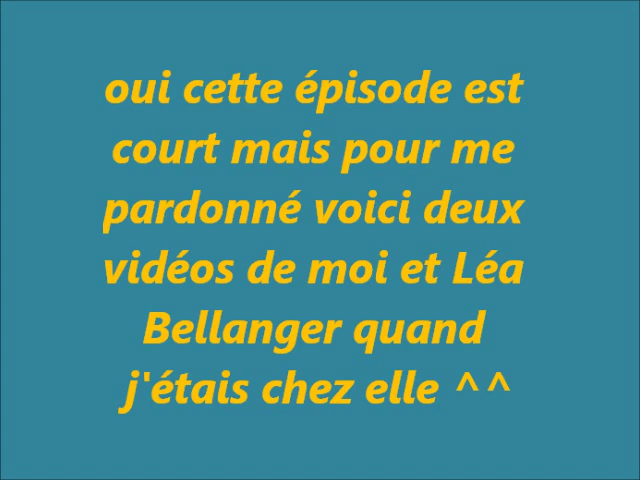 oui cette épisode est
court mais pour me
pardonné voici deux
vidéos de moi et Léa
Bellanger quand
j'étais chez elle ^^